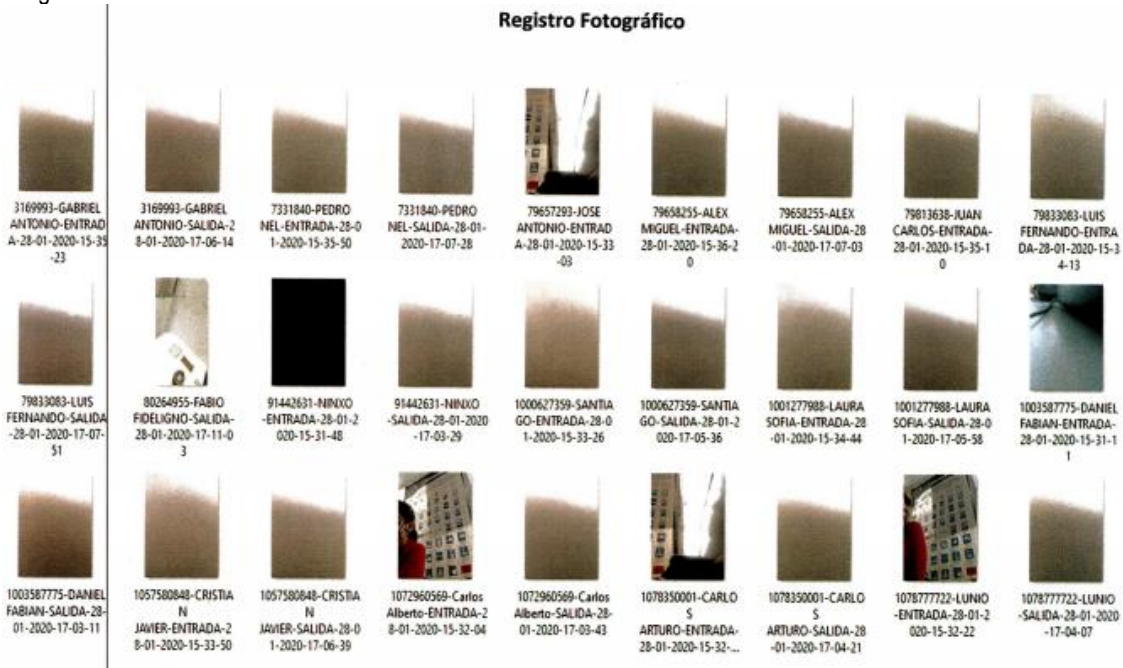 Registro Fotográfico
3169993-GABRIEL
ANTONIO-ENTRAD
A-28-01-2020-15-35
-23
3169993-GABRIEL
ANTONIO-SALIDA-2
8-01-2020-17-06-14
7331840-PEDRO
NEL-ENTRADA-28-0
1-2020-15-35-50
7331840-PEDRO
NEL-SALIDA-28-01-
2020-17-07-28
79657293-JOSE
ANTONIO-ENTRAD
A-28-01-2020-15-33
-03
79658255-ALEX
MIGUEL-ENTRADA-
28-01-2020-15-36-2
0
79658255-ALEX
MIGUEL-SALIDA-28
-01-2020-17-07-03
79813638-JUAN
CARLOS-ENTRADA-
28-01-2020-15-35-1
0
79833083-LUIS
FERNANDO-ENTRA
DA-28-01-2020-15-3
4-13
79833083-LUIS
FERNANDO-SALIDA
-28-01-2020-17-07-
51
80264955-FABIO
FIDELIGNO-SALIDA-
28-01-2020-17-11-0
3
91442631-NINXO
-ENTRADA-28-01-2
020-15-31-48
91442631-NINXO
-SALIDA-28-01-2020
-17-03-29
1000627359-SANTIA
GO-ENTRADA-28-0
1-2020-15-33-26
1000627359-SANTIA
GO-SALIDA-28-01-2
020-17-05-36
1001277988-LAURA
SOFIA-ENTRADA-28
-01-2020-15-34-44
1001277988-LAURA
SOFIA-SALIDA-28-0
1-2020-17-05-58
1003587775-DANIEL
FABIAN-ENTRADA-
28-01-2020-15-31-1
1
1003587775-DANIEL
FABIAN-SALIDA-28-
01-2020-17-03-11
1057580848-CRISTIA
N
JAVIER-ENTRADA-2
8-01-2020-15-33-50
1057580848-CRISTIA
N
JAVIER-SALIDA-28-0
1-2020-17-06-39
1072960569-Carlos
Alberto-ENTRADA-2
8-01-2020-15-32-04
1072960569-Carlos
Alberto-SALIDA-28-
01-2020-17-03-43
1078350001-CARLO
S
ARTURO-ENTRADA-
28-01-2020-15-32-...
1078350001-CARLO
S
ARTURO-SALIDA-28
-01-2020-17-04-21
1078777722-LUNIO
-ENTRADA-28-01-2
020-15-32-22
1078777722-LUNIO
-SALIDA-28-01-2020
-17-04-07